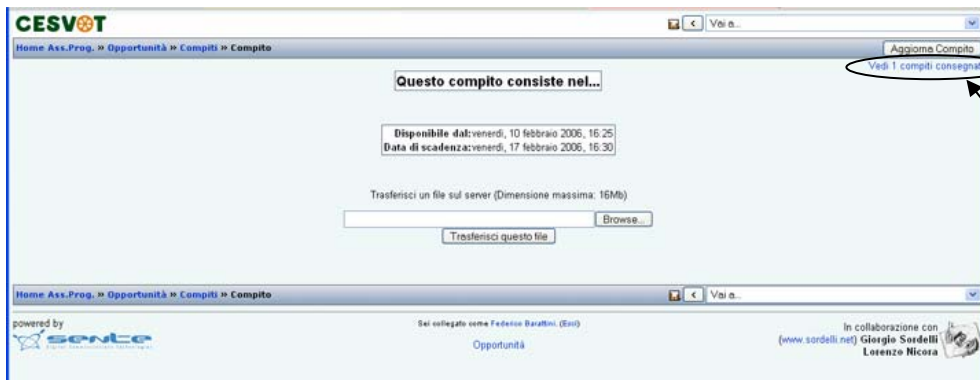 CESVOT
Vai a...
Home Ass.Prog. » Opportunità » Compiti » Compito
Aggiorna Compito
Vedi 1 compiti consegnat
Questo compito consiste nel...
Disponibile dal:venerdì, 10 febbraio 2006, 16:25
Data di scadenza:venerdì, 17 febbraio 2006, 16:30
Trasferisci un file sul server (Dimensione massima: 16Mb)
Browse...
Trasferisci questo file
Home Ass.Prog. » Opportunità » Compiti » Compito
Vai a...
powered by
sente
Sei collegato come Federico Barattini. (Esci)
Opportunità
In collaborazione con
(www.sordelli.net) Giorgio Sordelli
Lorenzo Nicora